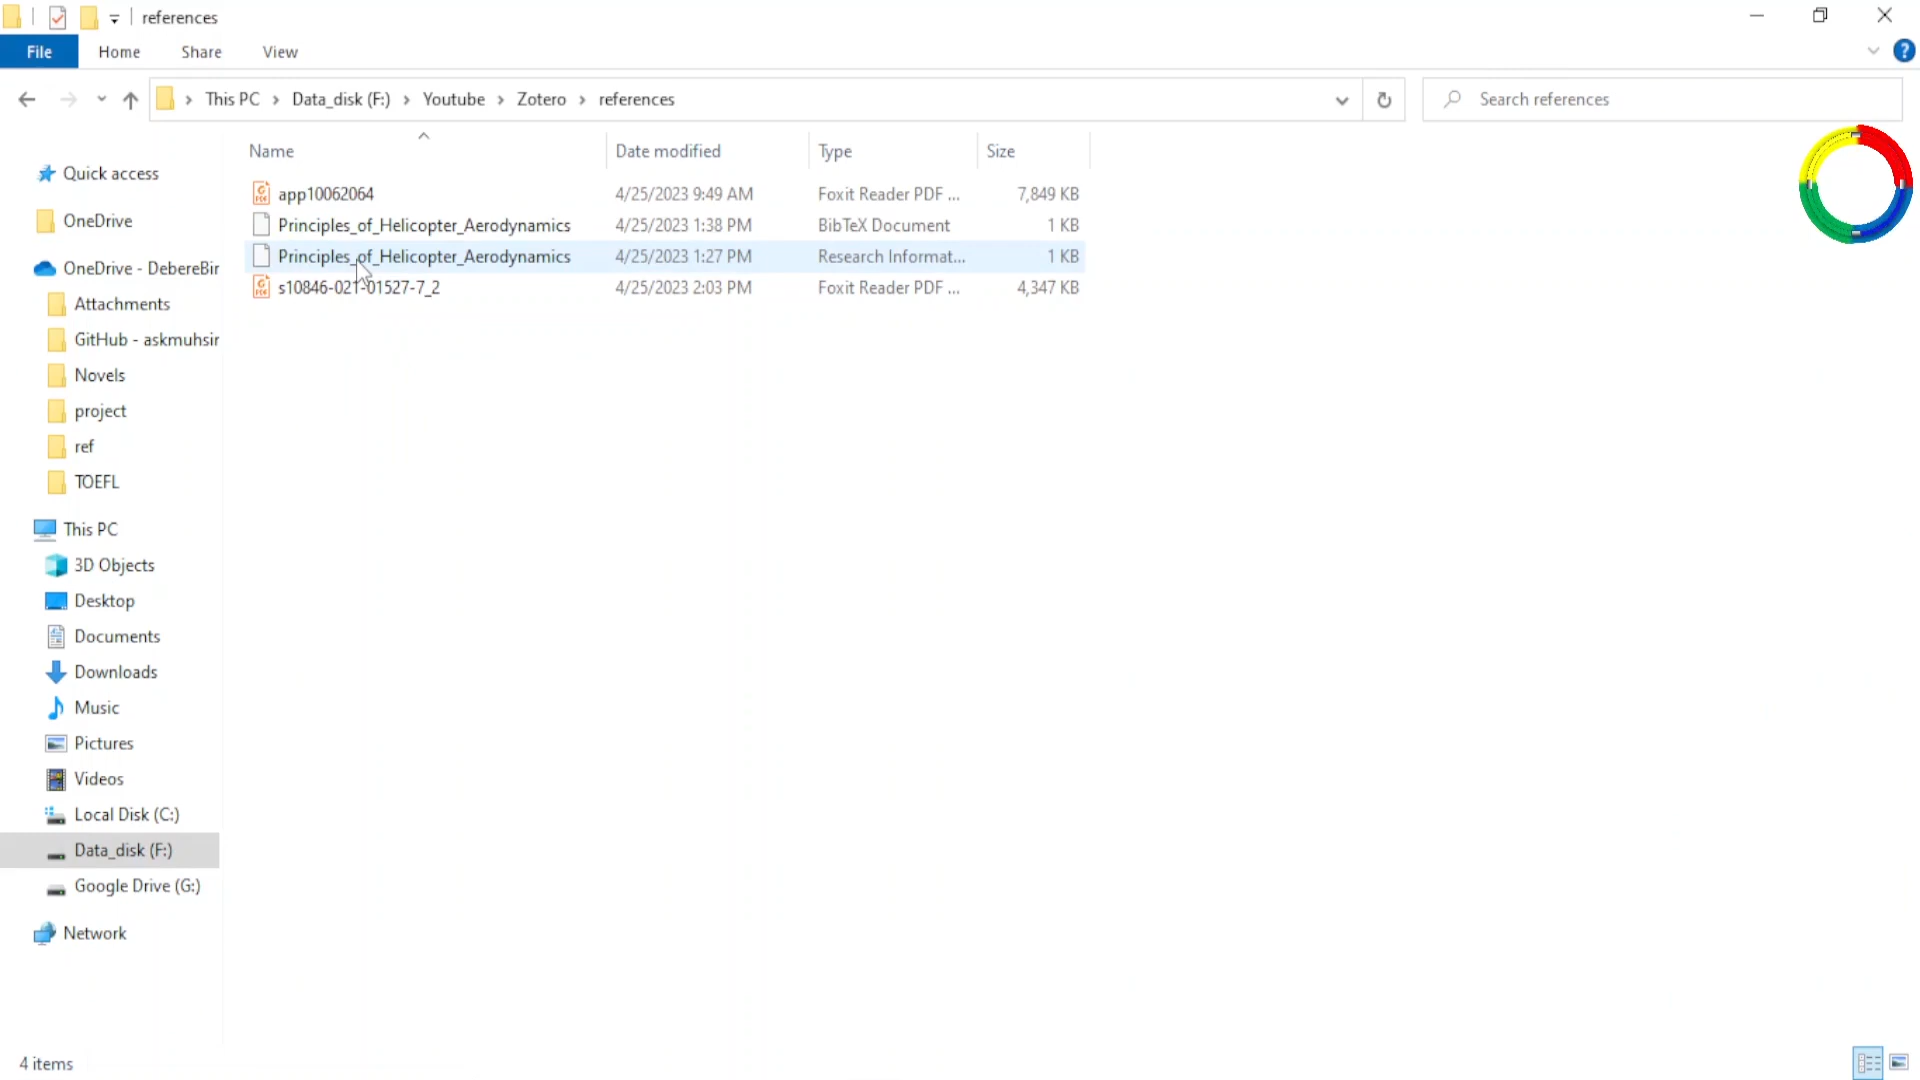 references
File Home Share View
This PC Data_disk (F:) Youtube Zotero references
Search references
Name Date modified Type Size
app10062064 4/25/2023 9:49 AM Foxit Reader PDF ... 7,849 KB
Principles_of_Helicopter_Aerodynamics 4/25/2023 1:38 PM BibTeX Document 1 KB
Principles_of_Helicopter_Aerodynamics 4/25/2023 1:27 PM Research Informat... 1 KB
s10846-021-01527-7_2 4/25/2023 2:03 PM Foxit Reader PDF ... 4,347 KB
Quick access
OneDrive
OneDrive - DebereBir
Attachments
GitHub - askmuhsir
Novels
project
ref
TOEFL
This PC
3D Objects
Desktop
Documents
Downloads
Music
Pictures
Videos
Local Disk (C:)
Data_disk (F:)
Google Drive (G:)
Network
4 items